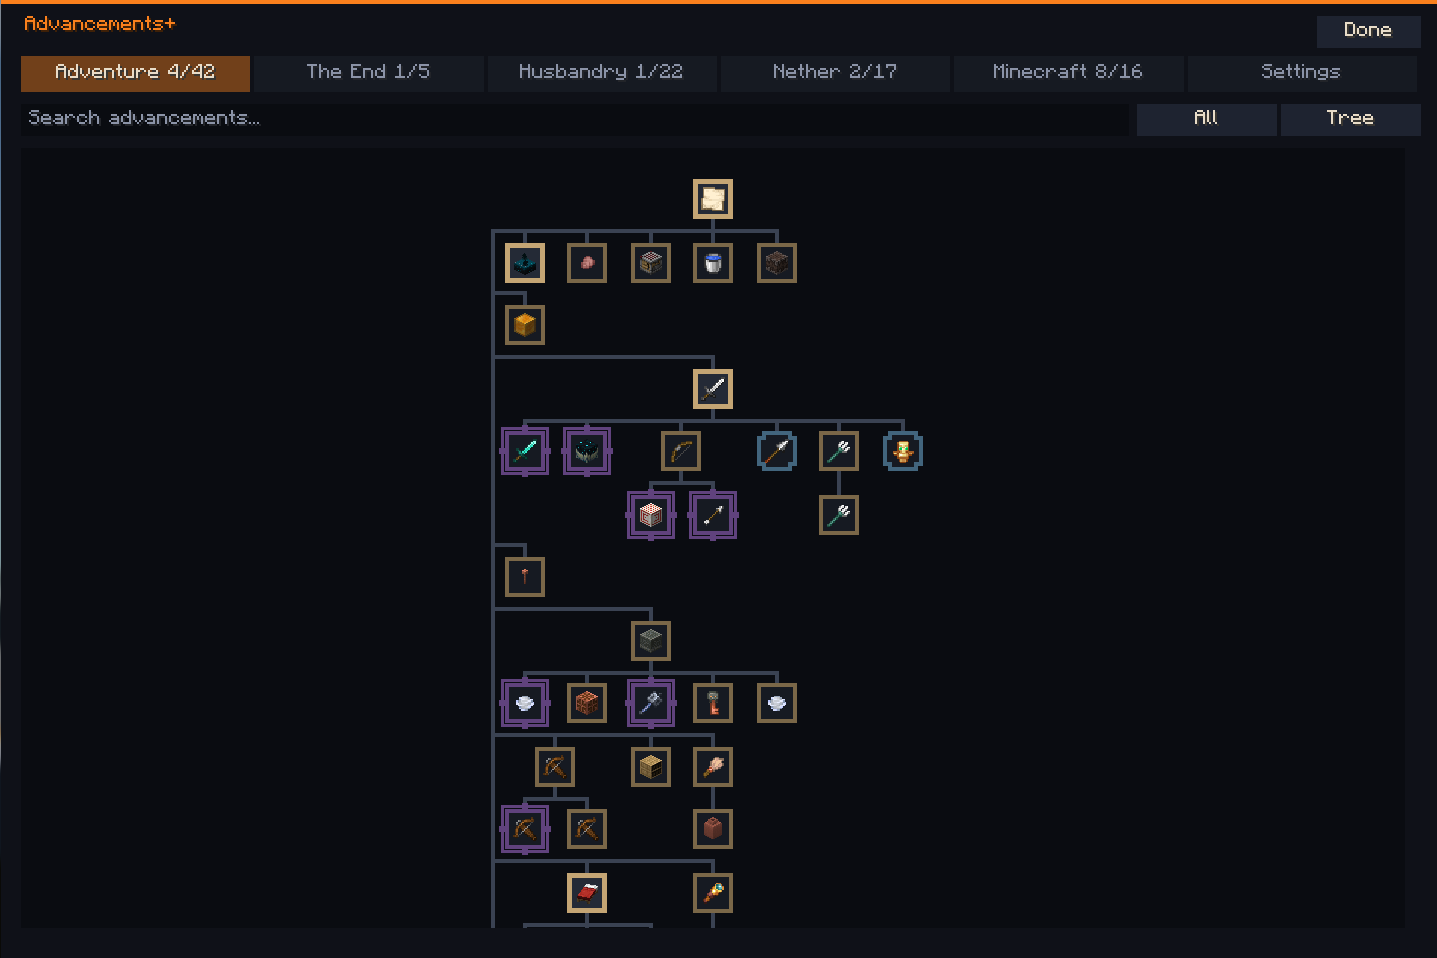 Advancements+
Done
Adventure 4/42
The End 1/5
Husbandry 1/22
Nether 2/17
Minecraft 8/16
Settings
Search advancements…
All
Tree